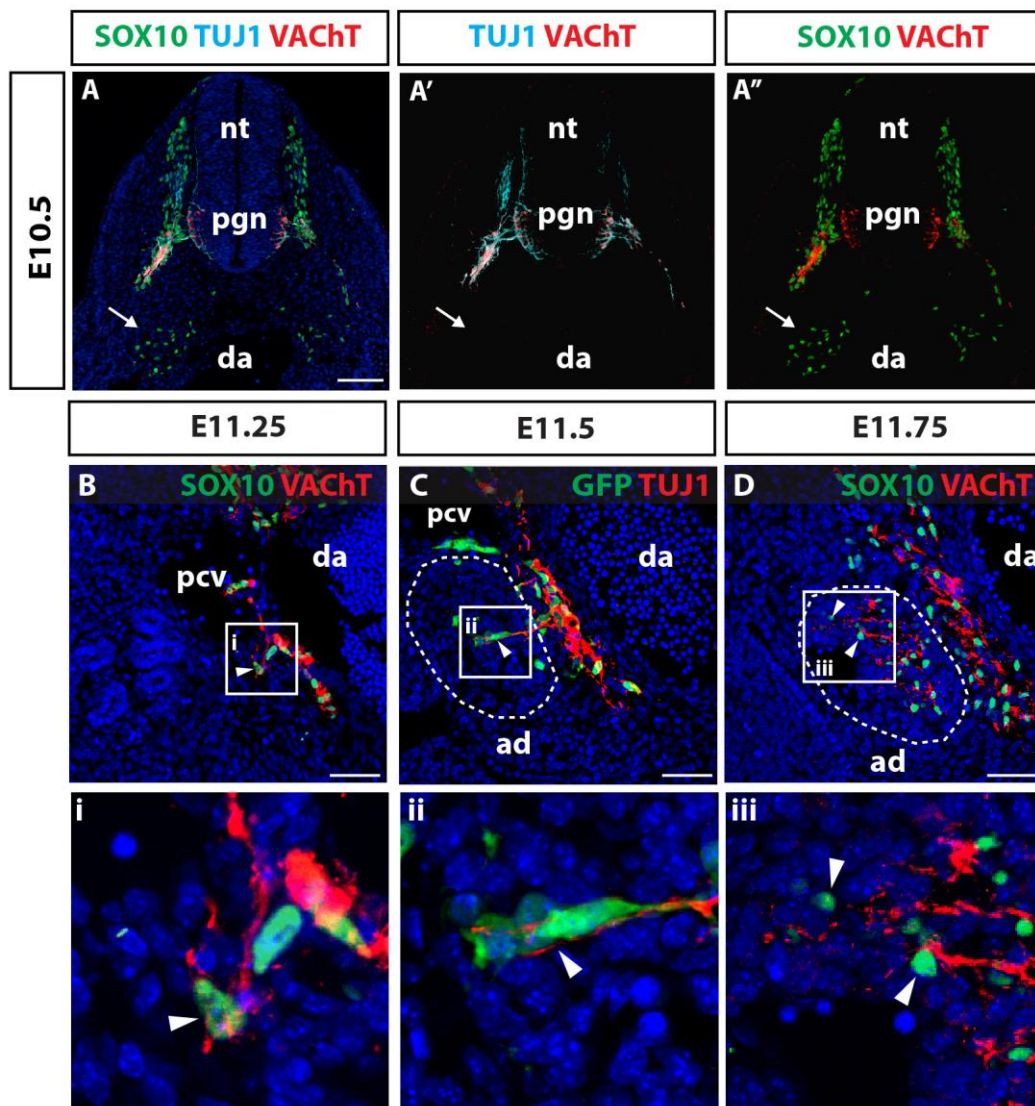 SOX10 TUJ1 VAChT
TUJ1 VAChT
SOX10 VAChT
E10.5
A
nt
pgn
da
A'
nt
pgn
da
A''
nt
pgn
da
E11.25
E11.5
E11.75
B
SOX10 VAChT
pcv
da
i
C
GFP TUJ1
pcv
da
ii
ad
D
SOX10 VAChT
da
iii
ad
i
ii
iii